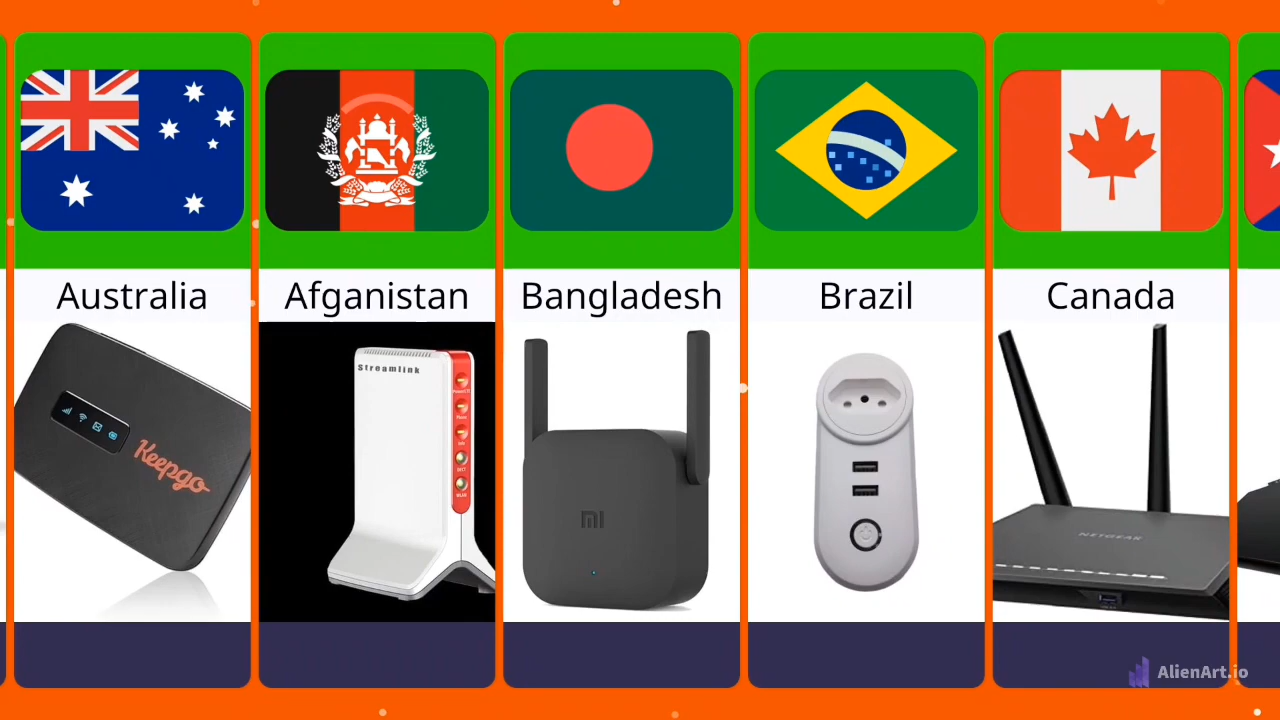 Australia
Afganistan
Bangladesh
Brazil
Canada
Keepgo
Streamlink
MI
NETGEAR
AlienArt.io